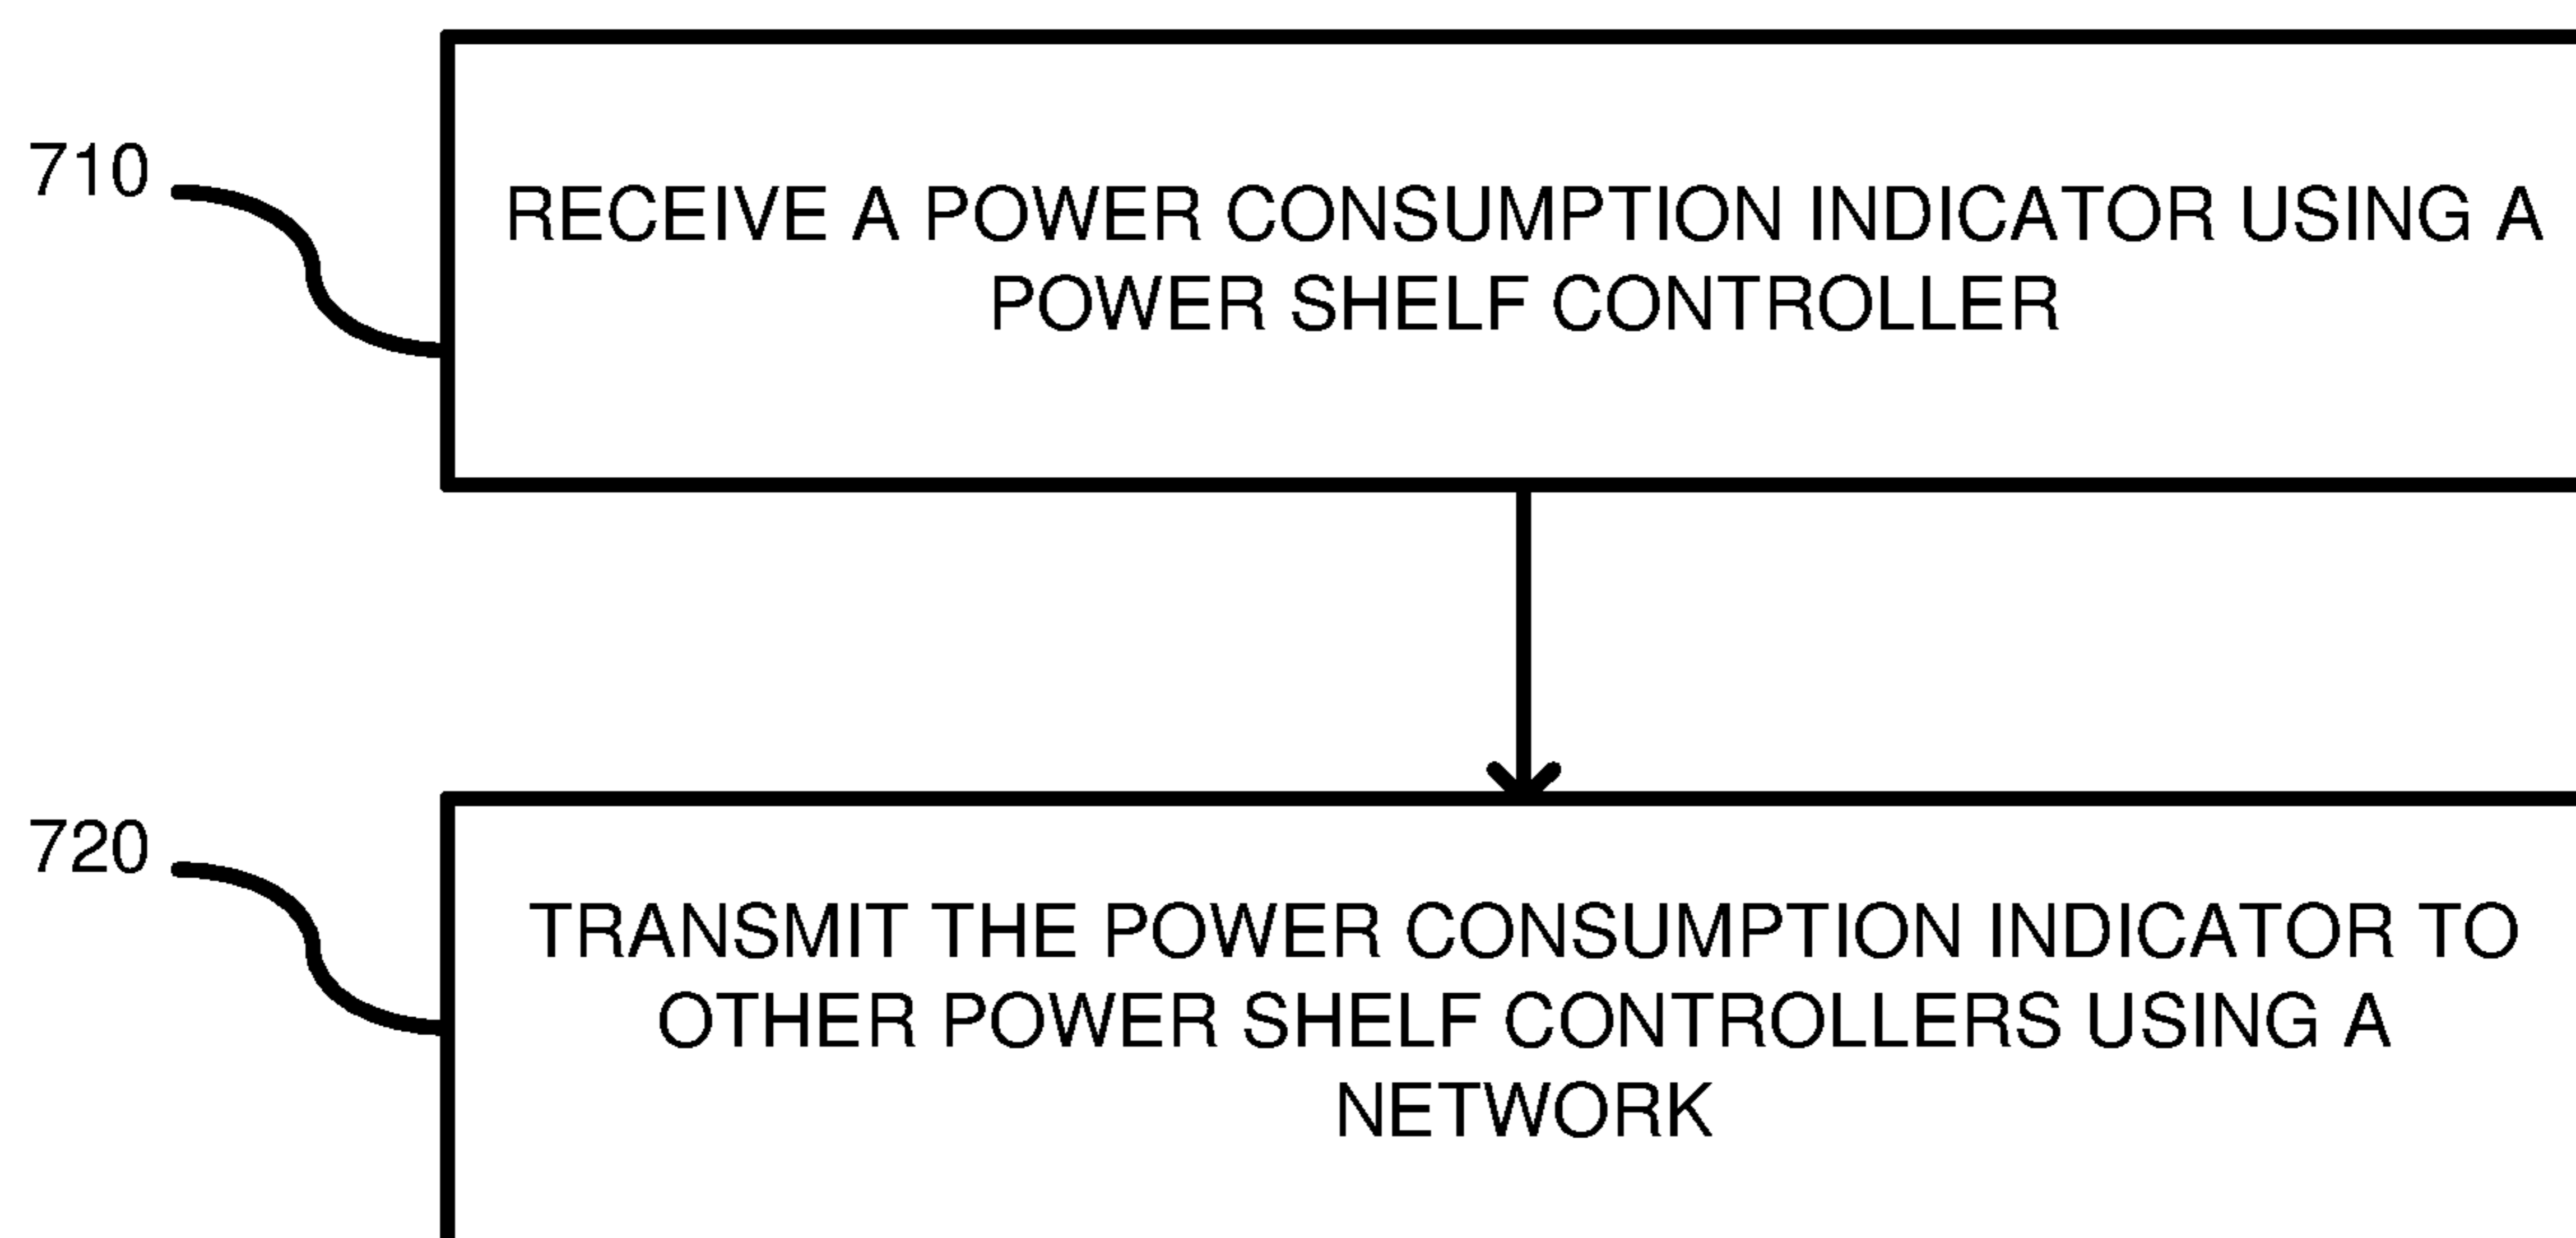 710
RECEIVE A POWER CONSUMPTION INDICATOR USING A
POWER SHELF CONTROLLER
720
TRANSMIT THE POWER CONSUMPTION INDICATOR TO
OTHER POWER SHELF CONTROLLERS USING A
NETWORK